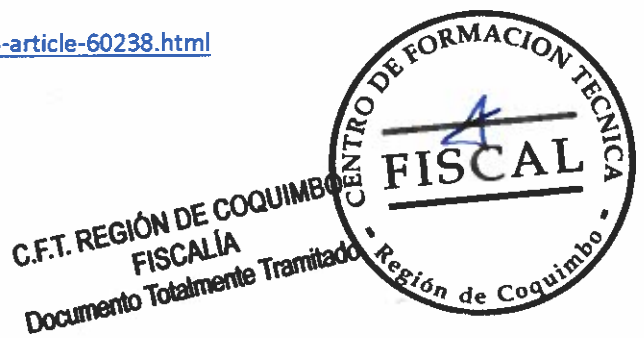 -article-60238.html
CENTRO DE FORMACION TECNICA
FISCAL
- Región de Coquimbo -
C.F.T. REGIÓN DE COQUIMBO
FISCALÍA
Documento Totalmente Tramitado